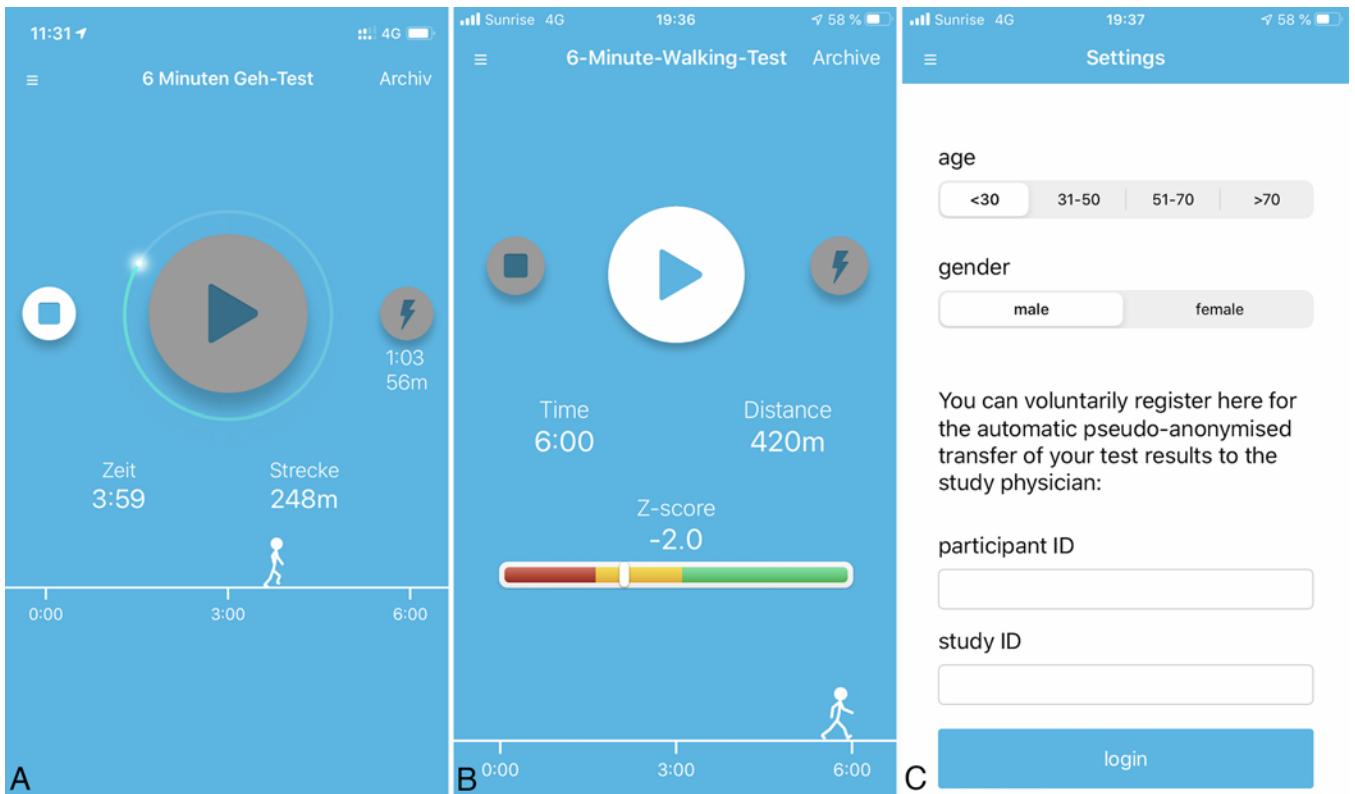 11:31 4G
6 Minuten Geh-Test Archiv
1:03
56m
Zeit Strecke
3:59 248m
0:00 3:00 6:00
A
Sunrise 4G 19:36 58 %
6-Minute-Walking-Test Archive
Time Distance
6:00 420m
Z-score
-2.0
0:00 3:00 6:00
B
Sunrise 4G 19:37 58 %
Settings
age
<30 31-50 51-70 >70
gender
male female
You can voluntarily register here for
the automatic pseudo-anonymised
transfer of your test results to the
study physician:
participant ID
study ID
login
C